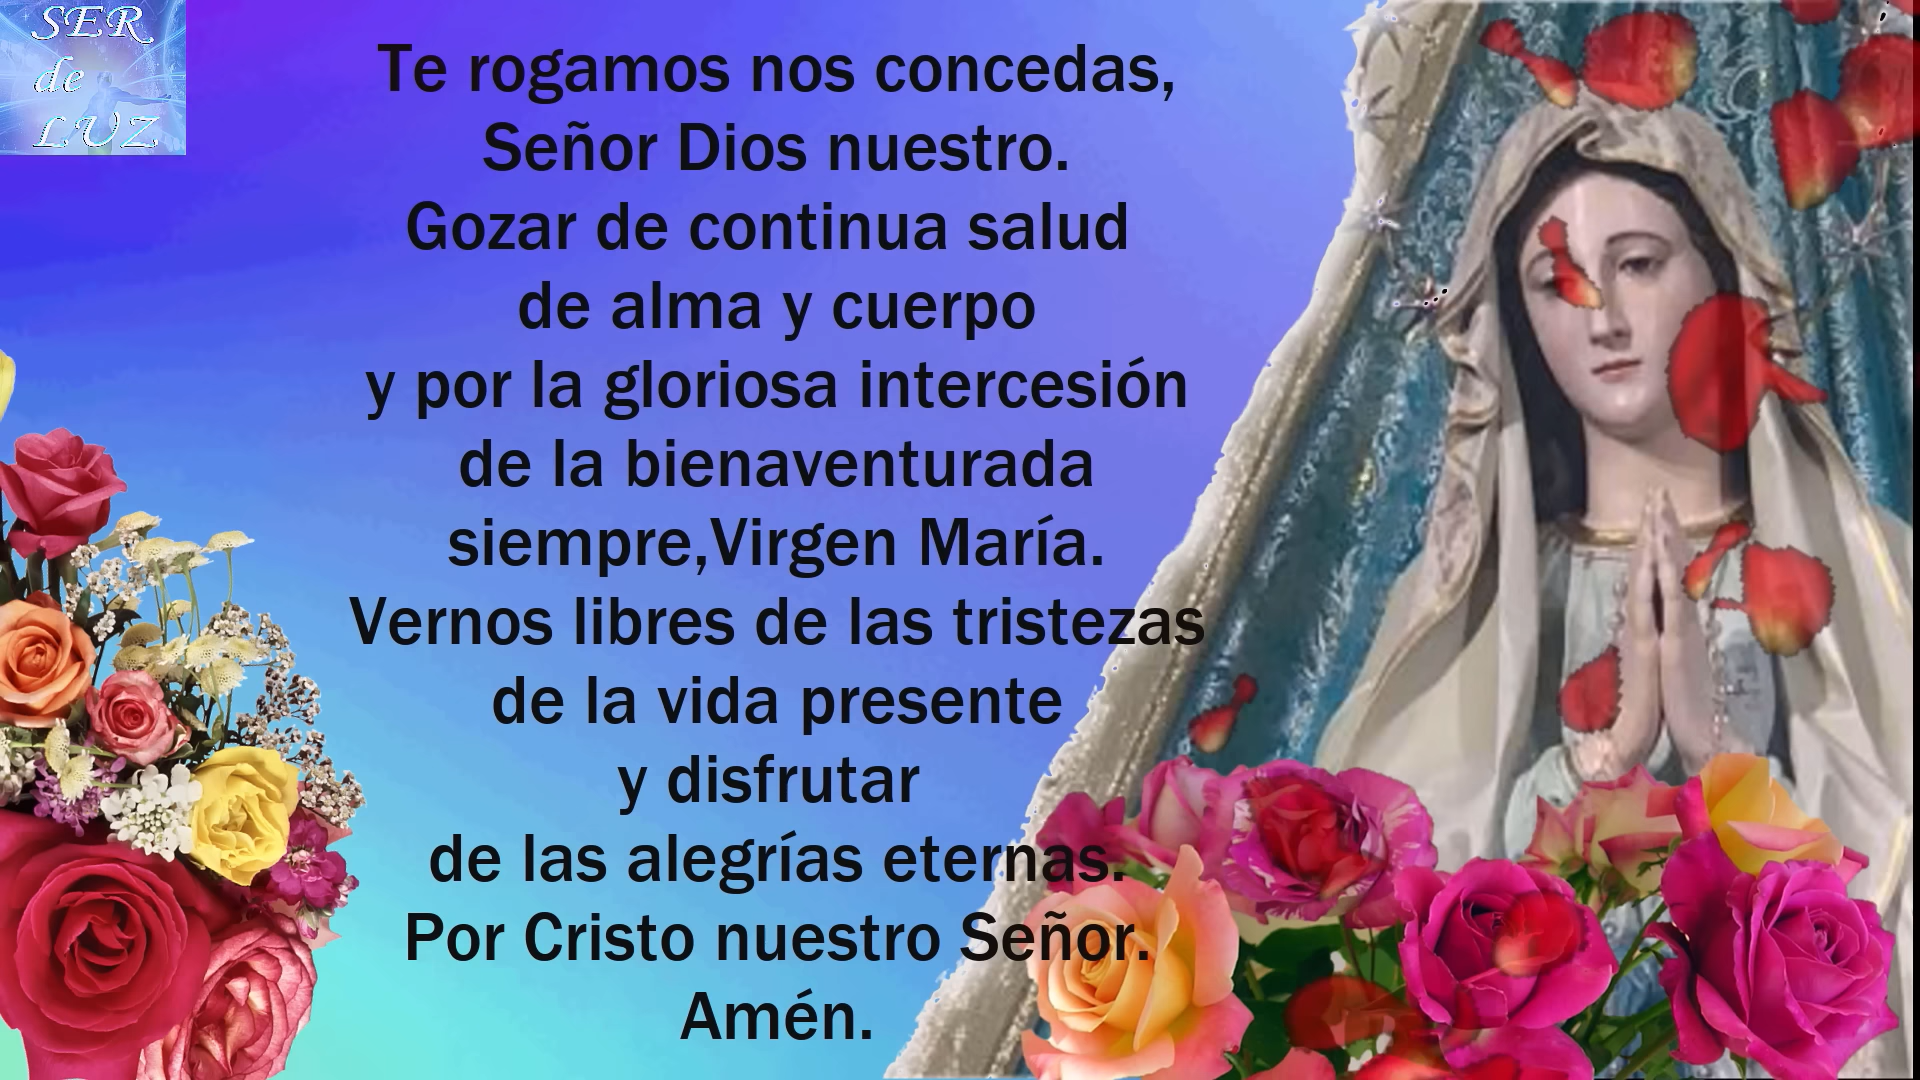 SER
de
LUZ
Te rogamos nos concedas,
Señor Dios nuestro.
Gozar de continua salud
de alma y cuerpo
y por la gloriosa intercesión
de la bienaventurada
siempre,Virgen María.
Vernos libres de las tristezas
de la vida presente
y disfrutar
de las alegrías eternas.
Por Cristo nuestro Señor.
Amén.